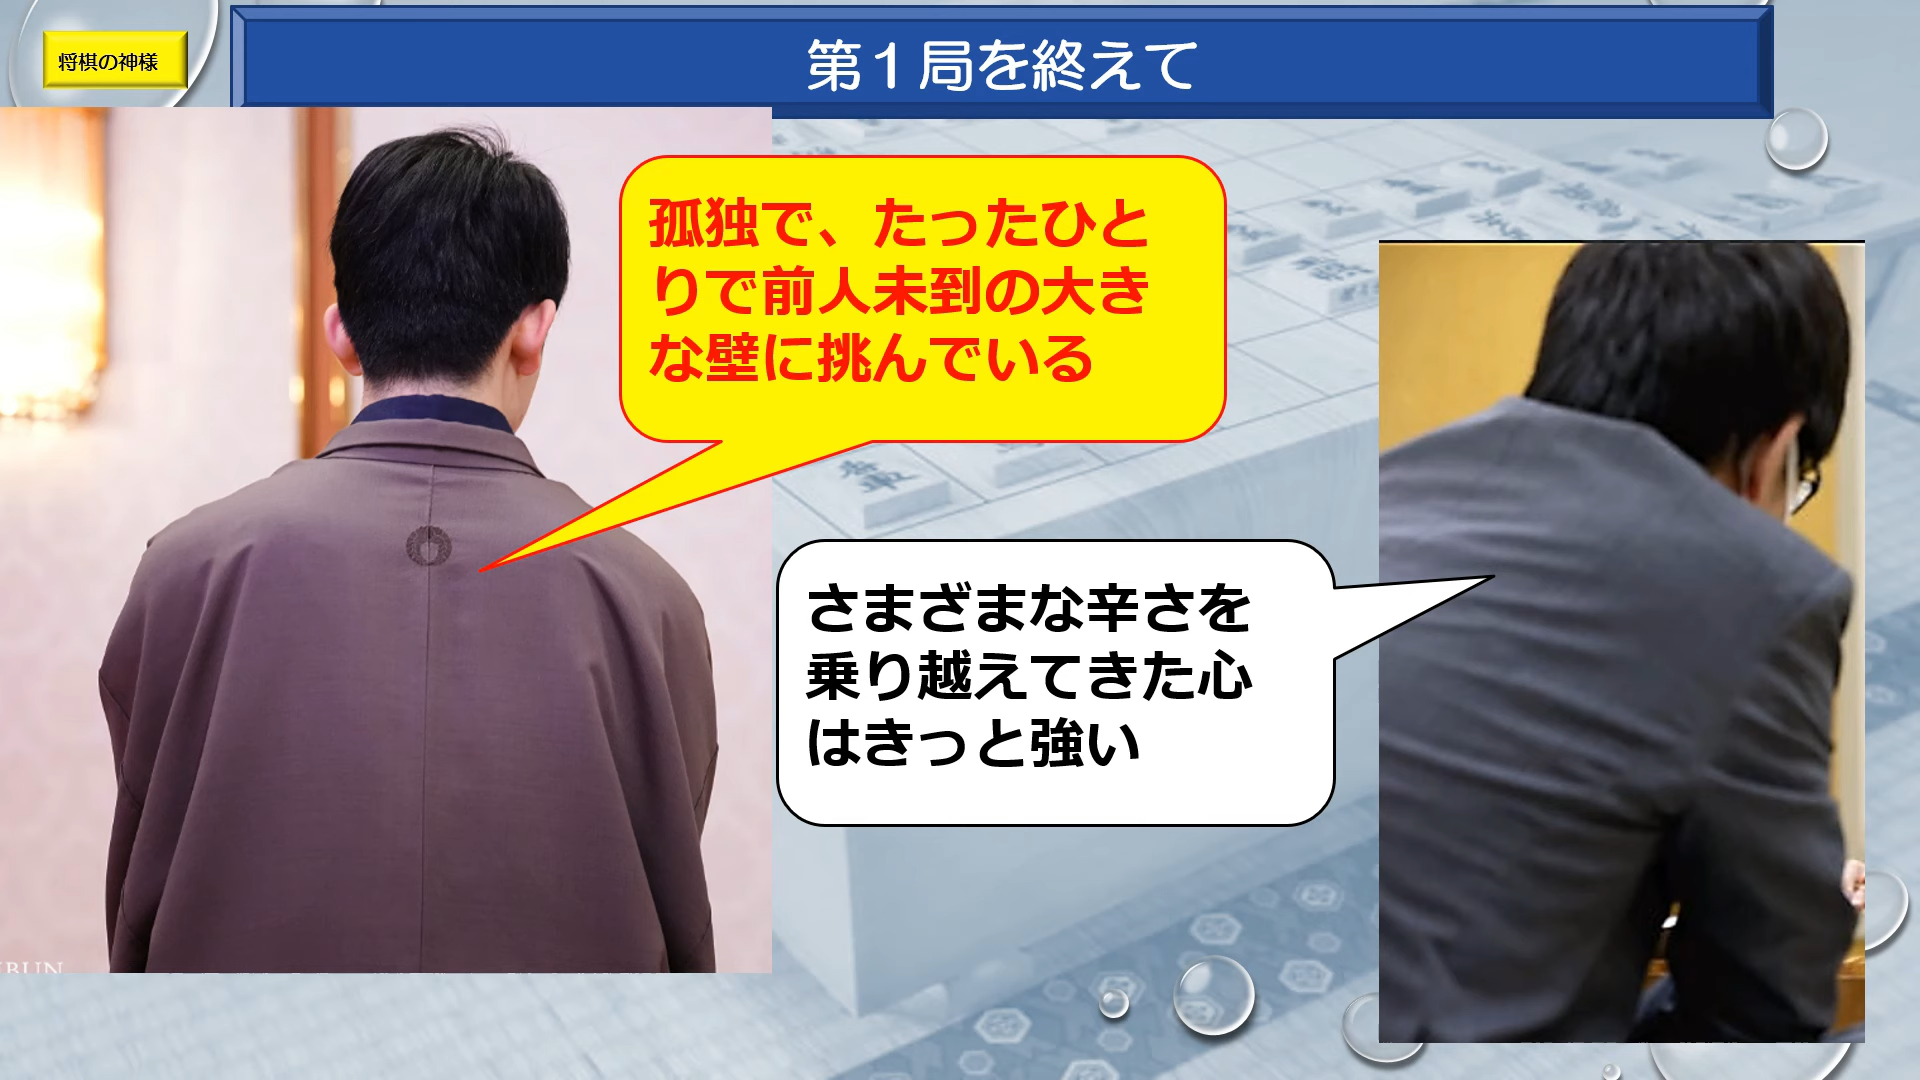 将棋の神様
第１局を終えて
孤独で、たったひと
りで前人未到の大き
な壁に挑んでいる
さまざまな辛さを
乗り越えてきた心
はきっと強い